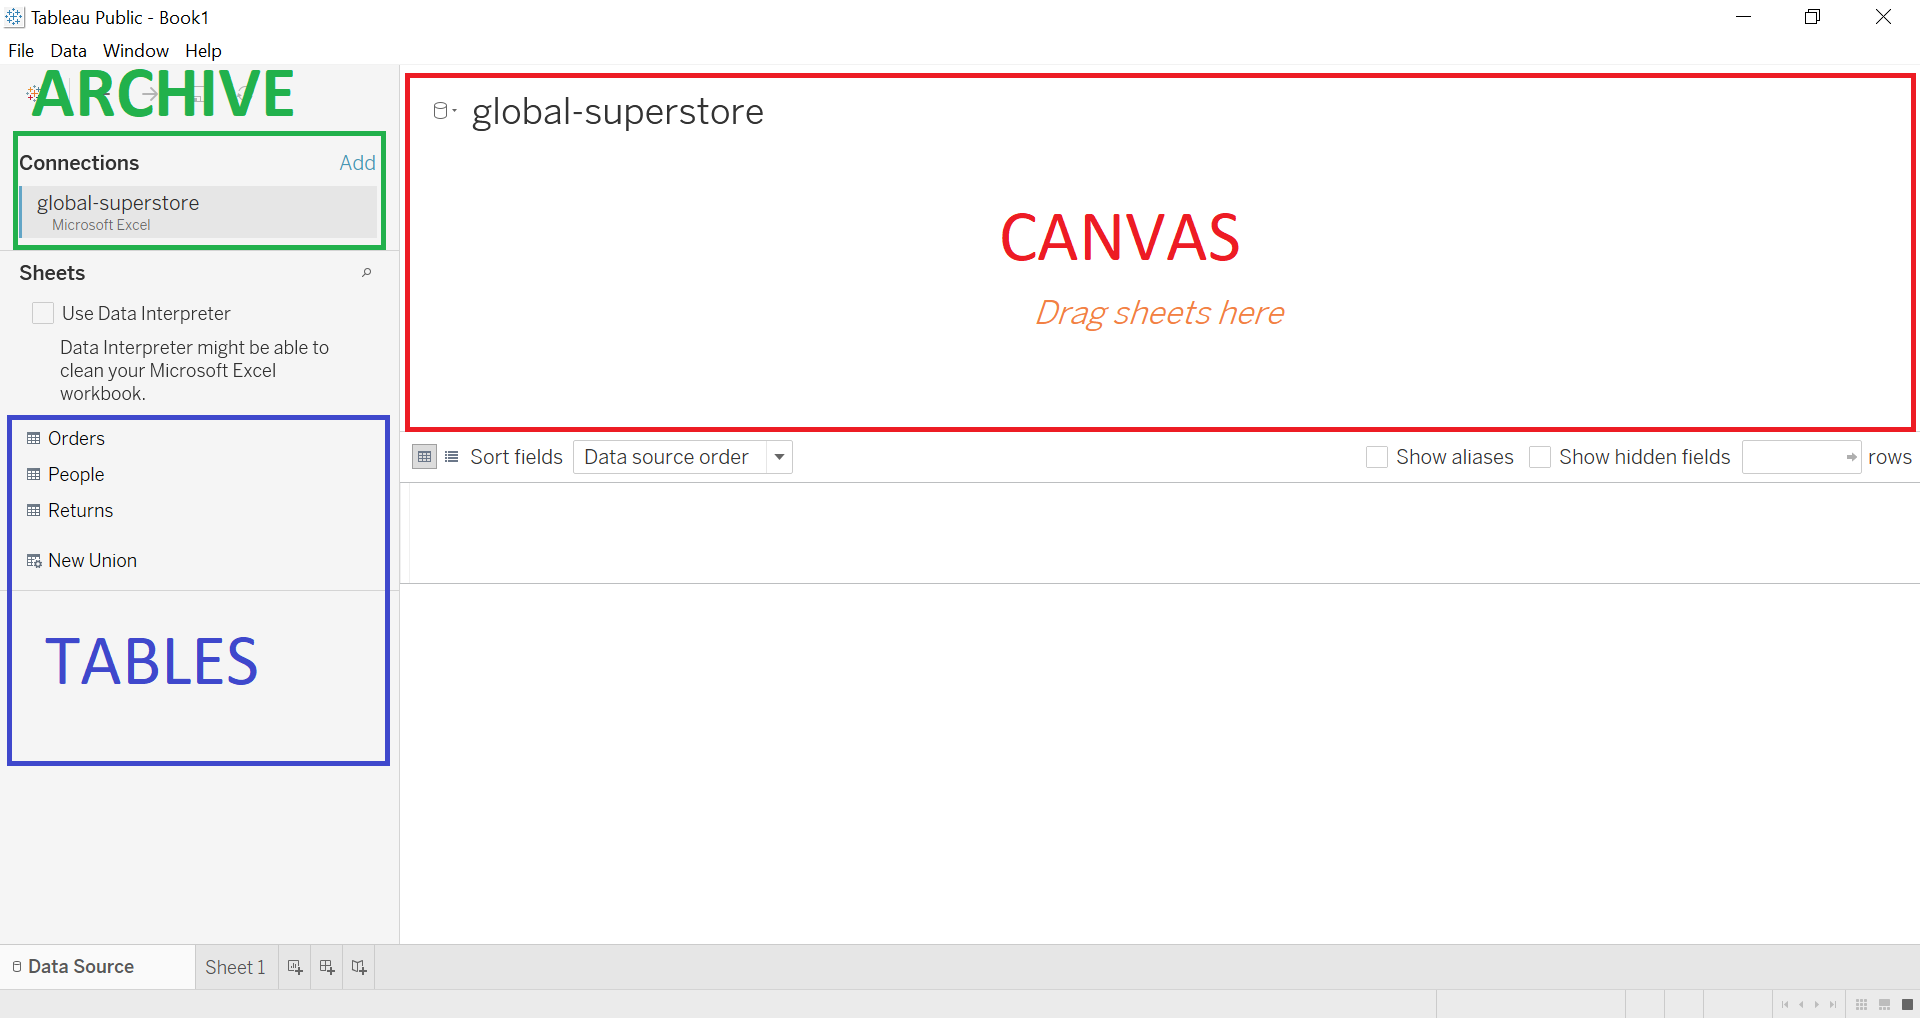 Tableau Public - Book1
File Data Window Help
ARCHIVE
Connections Add
global-superstore
Microsoft Excel
Sheets
Use Data Interpreter
Data Interpreter might be able to
clean your Microsoft Excel
workbook.
Orders
People
Returns
New Union
TABLES
global-superstore
CANVAS
Drag sheets here
Sort fields Data source order Show aliases Show hidden fields rows
Data Source Sheet 1